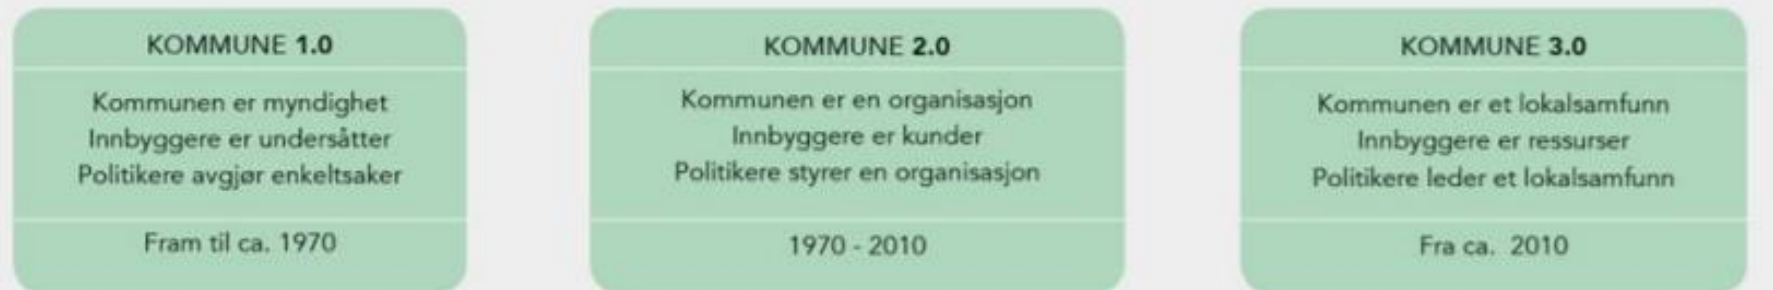 KOMMUNE 1.0
Kommunen er myndighet
Innbyggere er undersåtter
Politikere avgjør enkeltsaker
Fram til ca. 1970
KOMMUNE 2.0
Kommunen er en organisasjon
Innbyggere er kunder
Politikere styrer en organisasjon
1970 - 2010
KOMMUNE 3.0
Kommunen er et lokalsamfunn
Innbyggere er ressurser
Politikere leder et lokalsamfunn
Fra ca. 2010